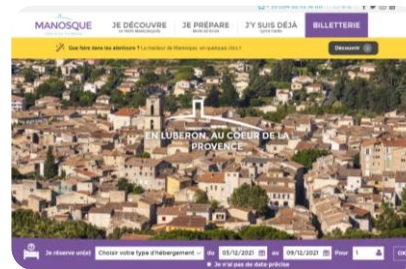 MANOSQUE
JE DÉCOUVRE
JE PRÉPARE
J'Y SUIS DÉJÀ
BILLETTERIE
Que faire dans les alentours ? Le meilleur de Manosque, en quelques clics !
Découvrir
EN LUBERON, AU COEUR DE LA
PROVENCE
Je réserve un(e) Choisir votre type d'hébergement du 05/12/2021 au 09/12/2021 Pour 1
Je n'ai pas de date précise